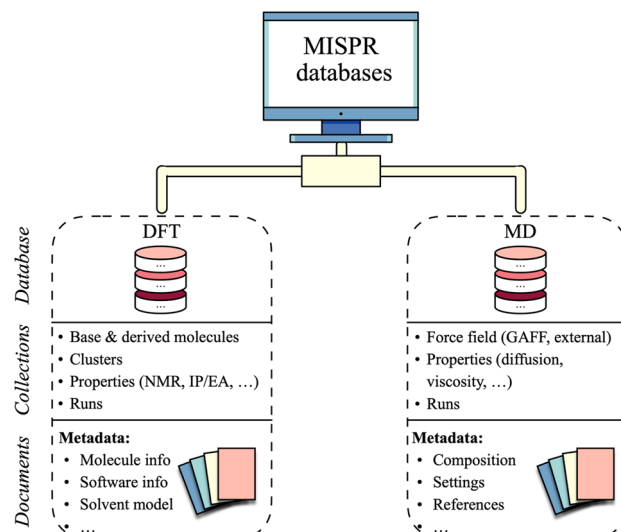 MISPR
databases
Database
DFT
...
...
...
MD
...
...
...
Collections
• Base & derived molecules
• Clusters
• Properties (NMR, IP/EA, …)
• Runs
• Force field (GAFF, external)
• Properties (diffusion,
viscosity, …)
• Runs
Documents
Metadata:
• Molecule info
• Software info
• Solvent model
• …
Metadata:
• Composition
• Settings
• References
• …